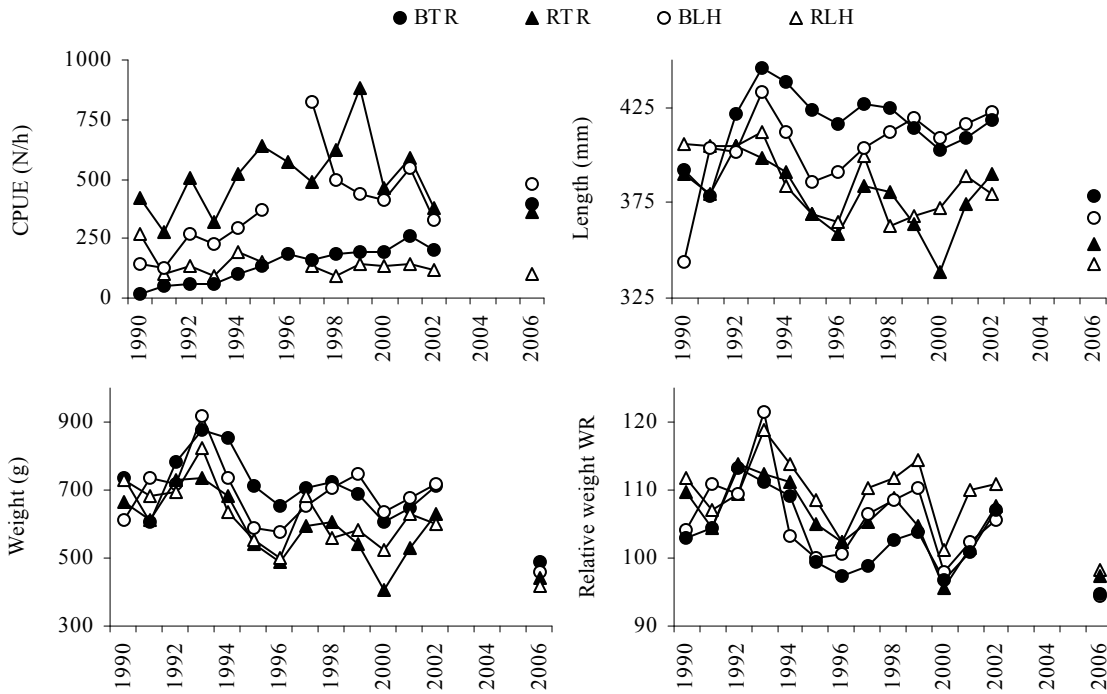 BTR RTR BLH RLH
CPUE (N/h)
1000
750
500
250
0
1990 1992 1994 1996 1998 2000 2002 2004 2006
Length (mm)
425
375
325
1990 1992 1994 1996 1998 2000 2002 2004 2006
Weight (g)
900
700
500
300
1990 1992 1994 1996 1998 2000 2002 2004 2006
Relative weight WR
120
110
100
90
1990 1992 1994 1996 1998 2000 2002 2004 2006